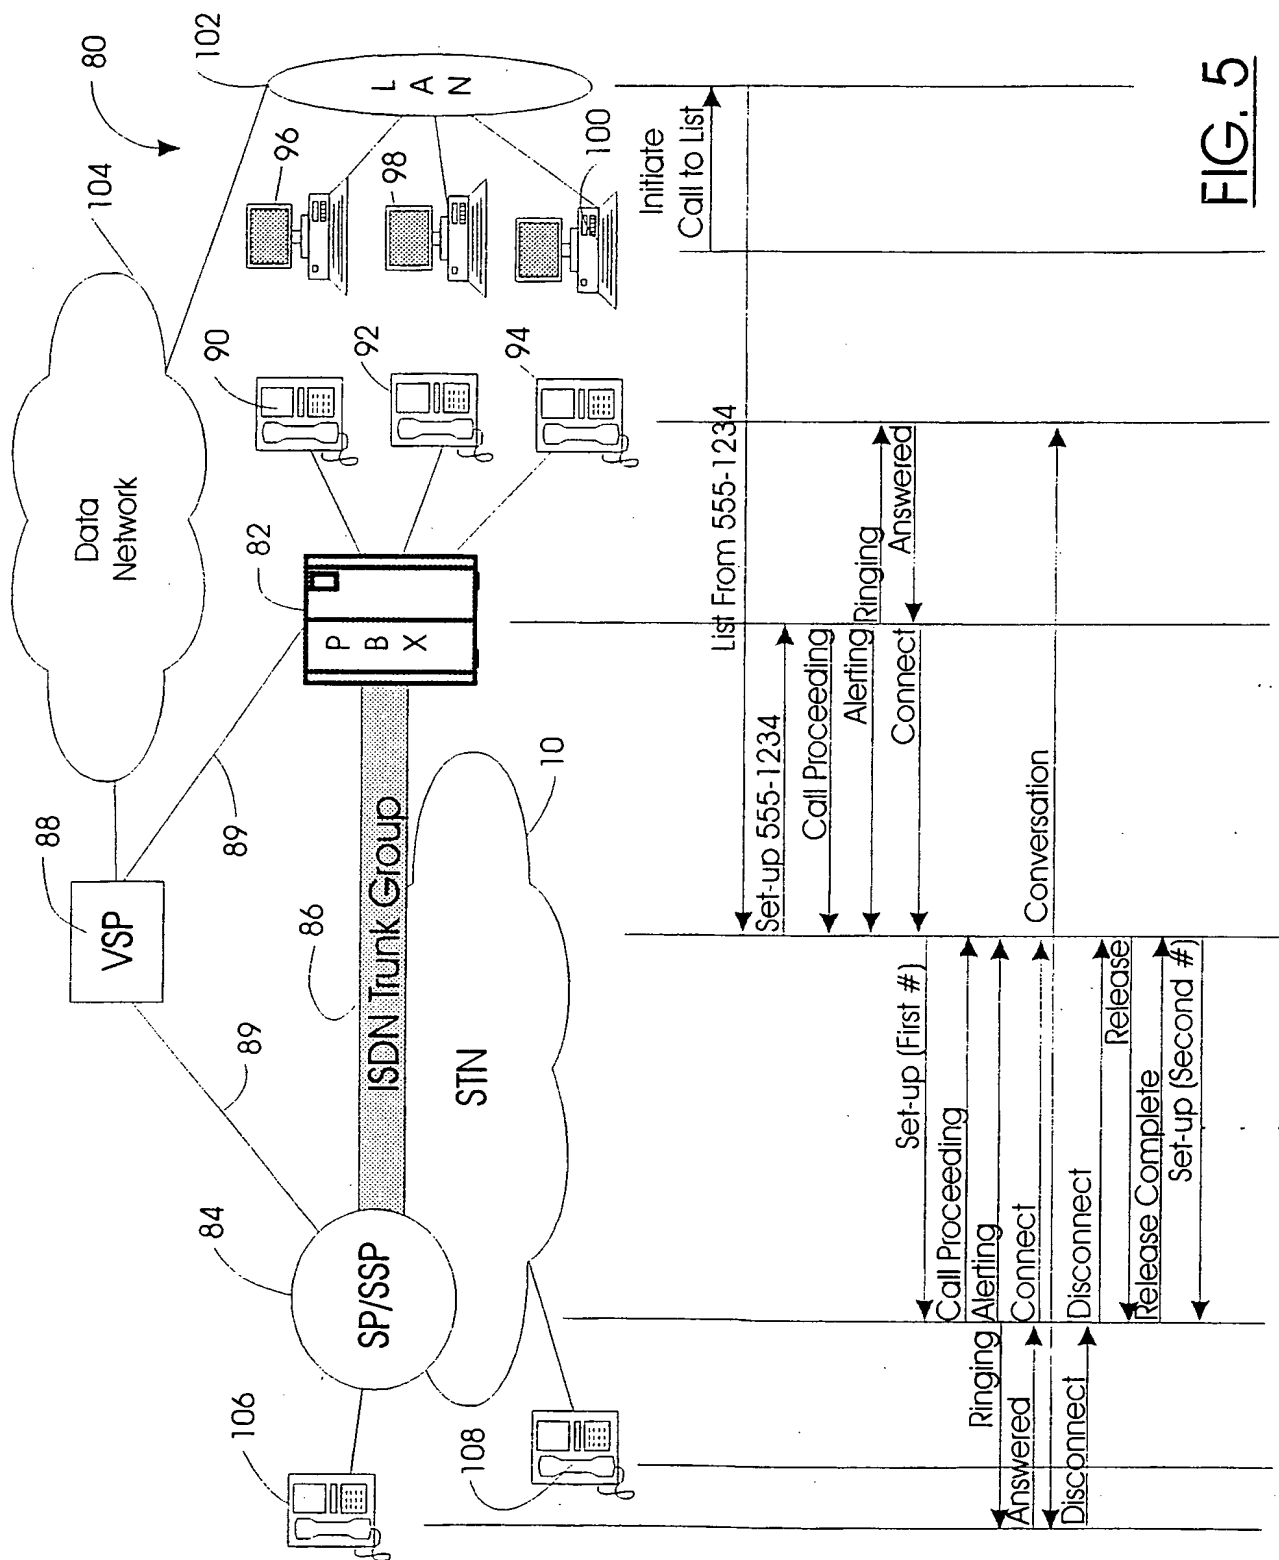 80
104
Data
Network
102
L
A
N
96
98
100
90
92
94
82
P
B
X
88
VSP
89
89
86
ISDN Trunk Group
84
SP/SSP
STN
10
106
108
Initiate
Call to List
List From 555-1234
Set-up 555-1234
Call Proceeding
Alerting
Ringing
Answered
Connect
Set-up (First #)
Call Proceeding
Alerting
Ringing
Answered
Connect
Conversation
Disconnect
Disconnect
Release
Release Complete
Set-up (Second #)
FIG. 5